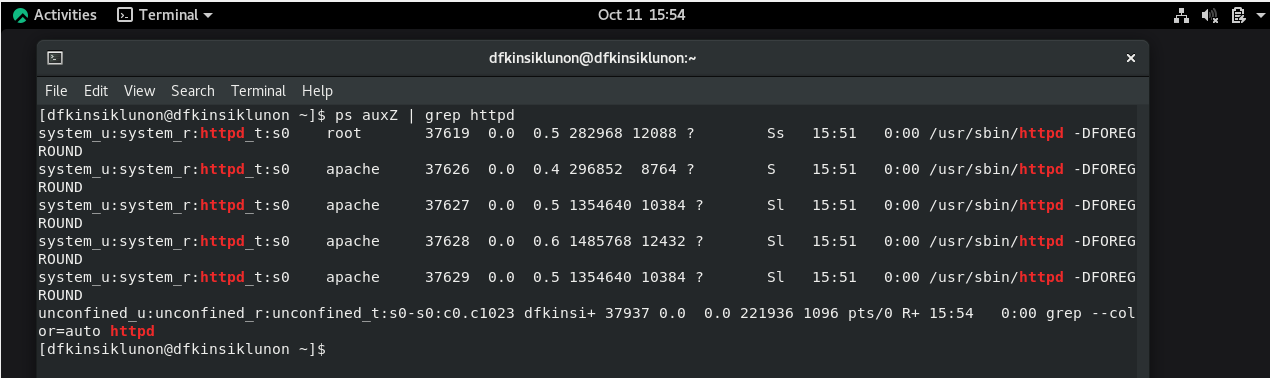 Activities Terminal Oct 11 15:54
dfkinsiklunon@dfkinsiklunon:~ ×
File Edit View Search Terminal Help
[dfkinsiklunon@dfkinsiklunon ~]$ ps auxZ | grep httpd
system_u:system_r:httpd_t:s0    root       37619  0.0  0.5 282968 12088 ?        Ss   15:51   0:00 /usr/sbin/httpd -DFOREG
ROUND
system_u:system_r:httpd_t:s0    apache     37626  0.0  0.4 296852  8764 ?        S    15:51   0:00 /usr/sbin/httpd -DFOREG
ROUND
system_u:system_r:httpd_t:s0    apache     37627  0.0  0.5 1354640 10384 ?       Sl   15:51   0:00 /usr/sbin/httpd -DFOREG
ROUND
system_u:system_r:httpd_t:s0    apache     37628  0.0  0.6 1485768 12432 ?       Sl   15:51   0:00 /usr/sbin/httpd -DFOREG
ROUND
system_u:system_r:httpd_t:s0    apache     37629  0.0  0.5 1354640 10384 ?       Sl   15:51   0:00 /usr/sbin/httpd -DFOREG
ROUND
unconfined_u:unconfined_r:unconfined_t:s0-s0:c0.c1023 dfkinsi+ 37937 0.0  0.0 221936 1096 pts/0 R+ 15:54   0:00 grep --col
or=auto httpd
[dfkinsiklunon@dfkinsiklunon ~]$